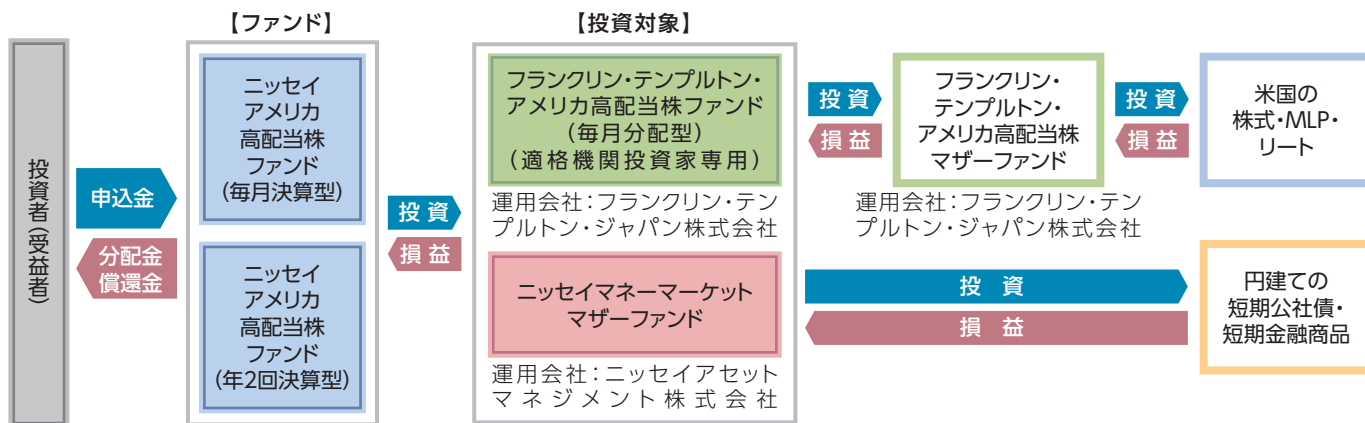 【ファンド】
【投資対象】
投資者(受益者)
申込金
分配金
償還金
ニッセイ
アメリカ
高配当株
ファンド
(毎月決算型)
ニッセイ
アメリカ
高配当株
ファンド
(年2回決算型)
投資
損益
フランクリン・テンプルトン・
アメリカ高配当株ファンド
(毎月分配型)
(適格機関投資家専用)
運用会社:フランクリン・テン
プルトン・ジャパン株式会社
ニッセイマネーマーケット
マザーファンド
運用会社:ニッセイアセット
マネジメント株式会社
投資
損益
フランクリン・
テンプルトン・
アメリカ高配当株
マザーファンド
運用会社:フランクリン・テン
プルトン・ジャパン株式会社
投資
損益
米国の
株式・MLP・
リート
投資
損益
円建ての
短期公社債・
短期金融商品